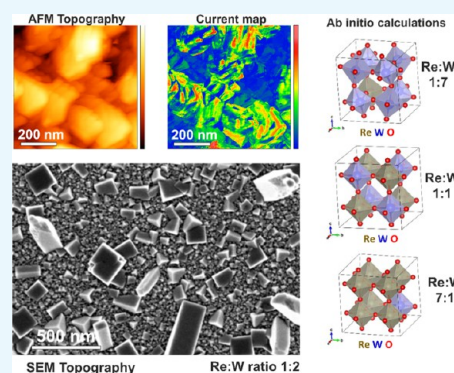 AFM Topography
Current map
Ab initio calculations
200 nm
200 nm
Re:W
1:7
Re W O
Re:W
1:1
Re W O
Re:W
7:1
Re W O
500 nm
SEM Topography
Re:W ratio 1:2